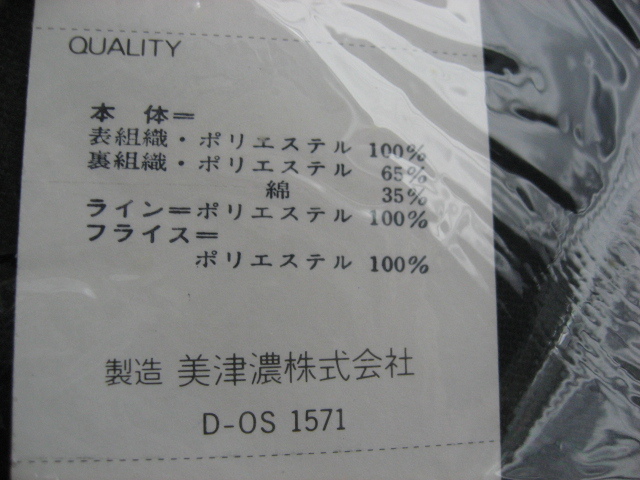 QUALITY
本 体=
表組織・ポリエステル 100%
裏組織・ポリエステル 65%
綿 35%
ライン=ポリエステル 100%
フライス=
ポリエステル 100%
製造 美津濃株式会社
D-OS 1571